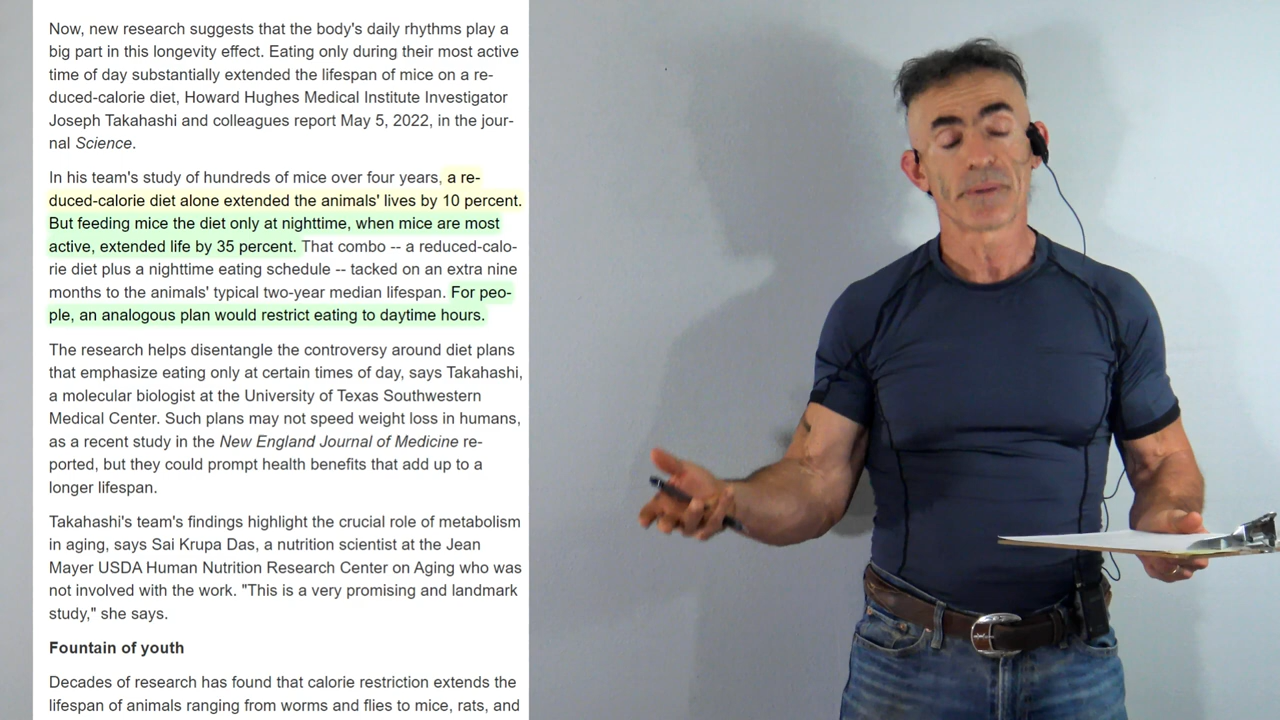 Now, new research suggests that the body's daily rhythms play a
big part in this longevity effect. Eating only during their most active
time of day substantially extended the lifespan of mice on a re-
duced-calorie diet, Howard Hughes Medical Institute Investigator
Joseph Takahashi and colleagues report May 5, 2022, in the jour-
nal Science.
In his team's study of hundreds of mice over four years, a re-
duced-calorie diet alone extended the animals' lives by 10 percent.
But feeding mice the diet only at nighttime, when mice are most
active, extended life by 35 percent. That combo -- a reduced-calo-
rie diet plus a nighttime eating schedule -- tacked on an extra nine
months to the animals' typical two-year median lifespan. For peo-
ple, an analogous plan would restrict eating to daytime hours.
The research helps disentangle the controversy around diet plans
that emphasize eating only at certain times of day, says Takahashi,
a molecular biologist at the University of Texas Southwestern
Medical Center. Such plans may not speed weight loss in humans,
as a recent study in the New England Journal of Medicine re-
ported, but they could prompt health benefits that add up to a
longer lifespan.
Takahashi's team's findings highlight the crucial role of metabolism
in aging, says Sai Krupa Das, a nutrition scientist at the Jean
Mayer USDA Human Nutrition Research Center on Aging who was
not involved with the work. "This is a very promising and landmark
study," she says.
Fountain of youth
Decades of research has found that calorie restriction extends the
lifespan of animals ranging from worms and flies to mice, rats, and